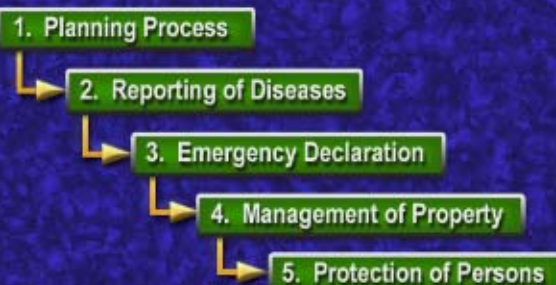 1. Planning Process
2. Reporting of Diseases
3. Emergency Declaration
4. Management of Property
5. Protection of Persons